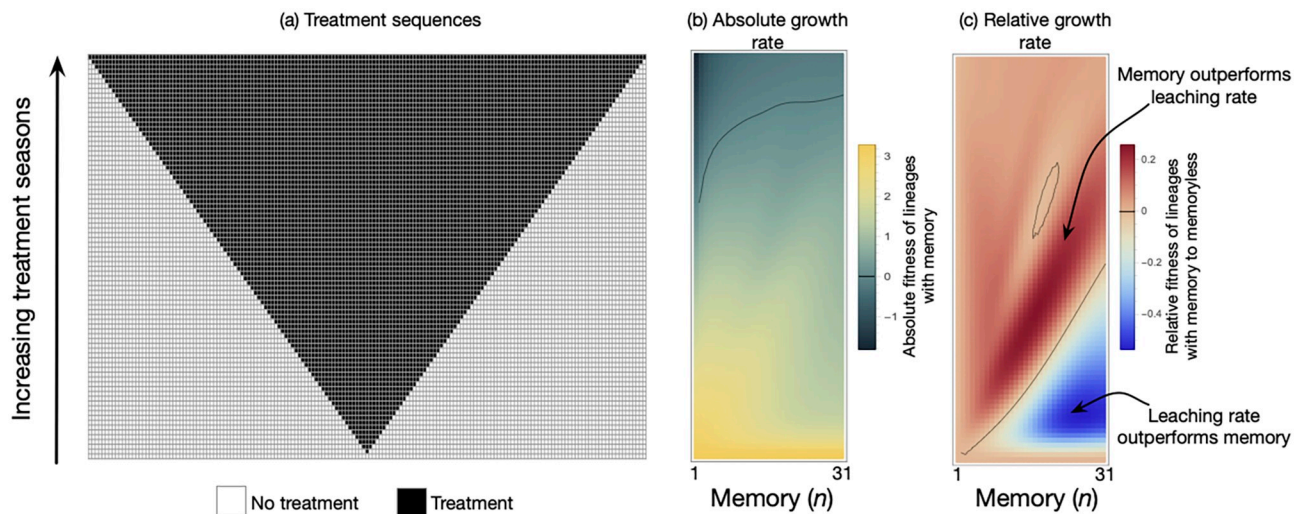 (a) Treatment sequences
Increasing treatment seasons
No treatment
Treatment
(b) Absolute growth
rate
3
2
1
0
−1
Absolute fitness of lineages
with memory
1
31
Memory (n)
(c) Relative growth
rate
Memory outperforms
leaching rate
0.2
0
−0.2
−0.4
Relative fitness of lineages
with memory to memoryless
Leaching rate
outperforms memory
1
31
Memory (n)